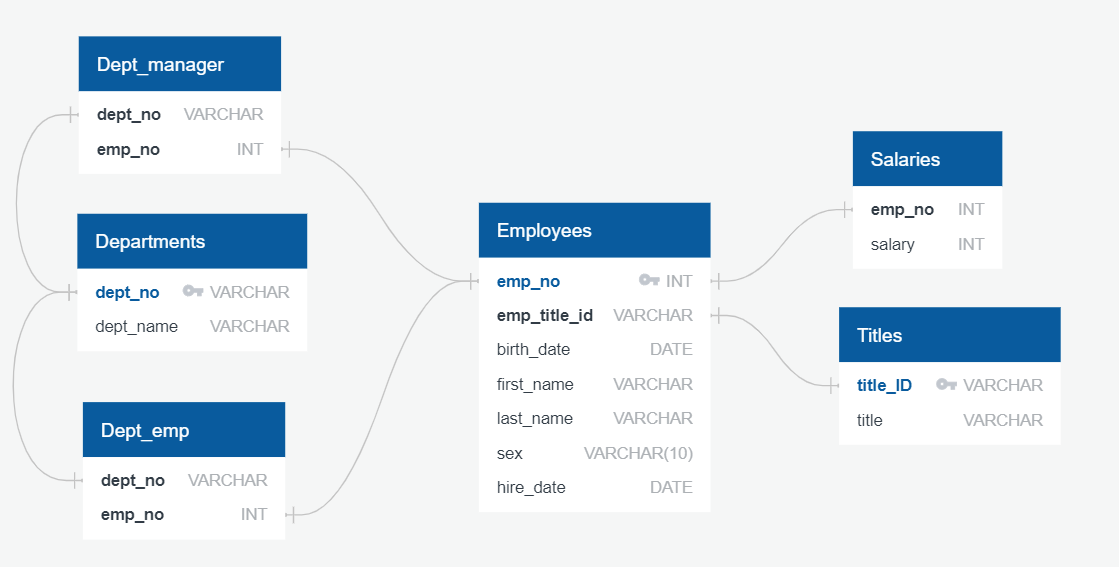 Dept_manager
dept_no VARCHAR
emp_no INT
Departments
dept_no VARCHAR
dept_name VARCHAR
Dept_emp
dept_no VARCHAR
emp_no INT
Employees
emp_no INT
emp_title_id VARCHAR
birth_date DATE
first_name VARCHAR
last_name VARCHAR
sex VARCHAR(10)
hire_date DATE
Salaries
emp_no INT
salary INT
Titles
title_ID VARCHAR
title VARCHAR